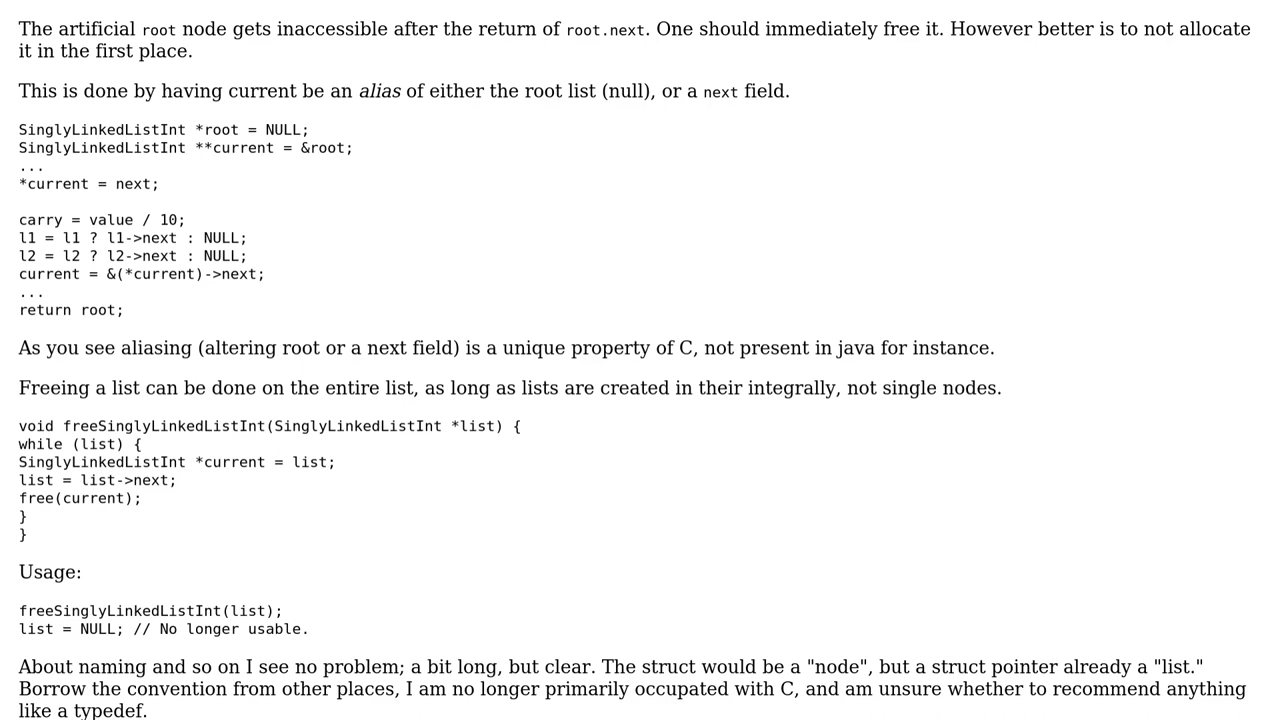 The artificial root node gets inaccessible after the return of root.next. One should immediately free it. However better is to not allocate
it in the first place.
This is done by having current be an alias of either the root list (null), or a next field.
SinglyLinkedListInt *root = NULL;
SinglyLinkedListInt **current = &root;
...
*current = next;
carry = value / 10;
l1 = l1 ? l1->next : NULL;
l2 = l2 ? l2->next : NULL;
current = &(*current)->next;
...
return root;
As you see aliasing (altering root or a next field) is a unique property of C, not present in java for instance.
Freeing a list can be done on the entire list, as long as lists are created in their integrally, not single nodes.
void freeSinglyLinkedListInt(SinglyLinkedListInt *list) {
while (list) {
SinglyLinkedListInt *current = list;
list = list->next;
free(current);
}
}
Usage:
freeSinglyLinkedListInt(list);
list = NULL; // No longer usable.
About naming and so on I see no problem; a bit long, but clear. The struct would be a "node", but a struct pointer already a "list."
Borrow the convention from other places, I am no longer primarily occupated with C, and am unsure whether to recommend anything
like a typedef.